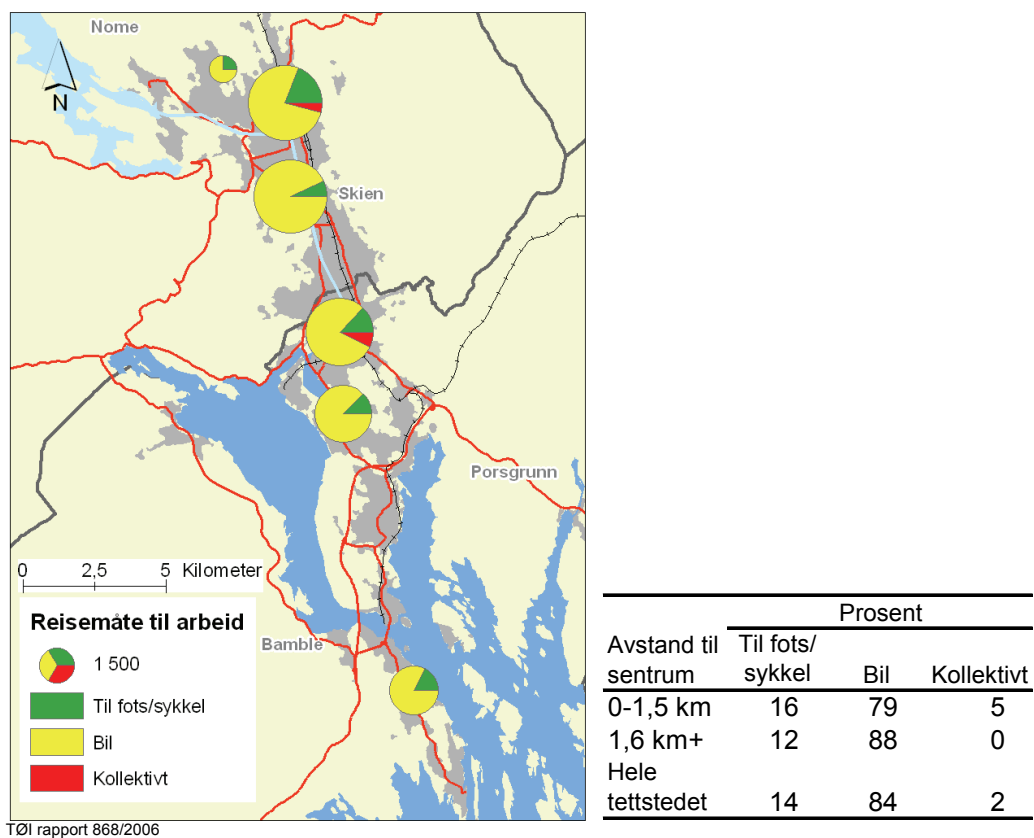 Nome
N
Skien
Porsgrunn
Bamble
0 2,5 5 Kilometer
Reisemåte til arbeid
1 500
Til fots/sykkel
Bil
Kollektivt
TØI rapport 868/2006
Prosent
Avstand til sentrum Til fots/ sykkel Bil Kollektivt
0-1,5 km 16 79 5
1,6 km+ 12 88 0
Hele
tettstedet 14 84 2